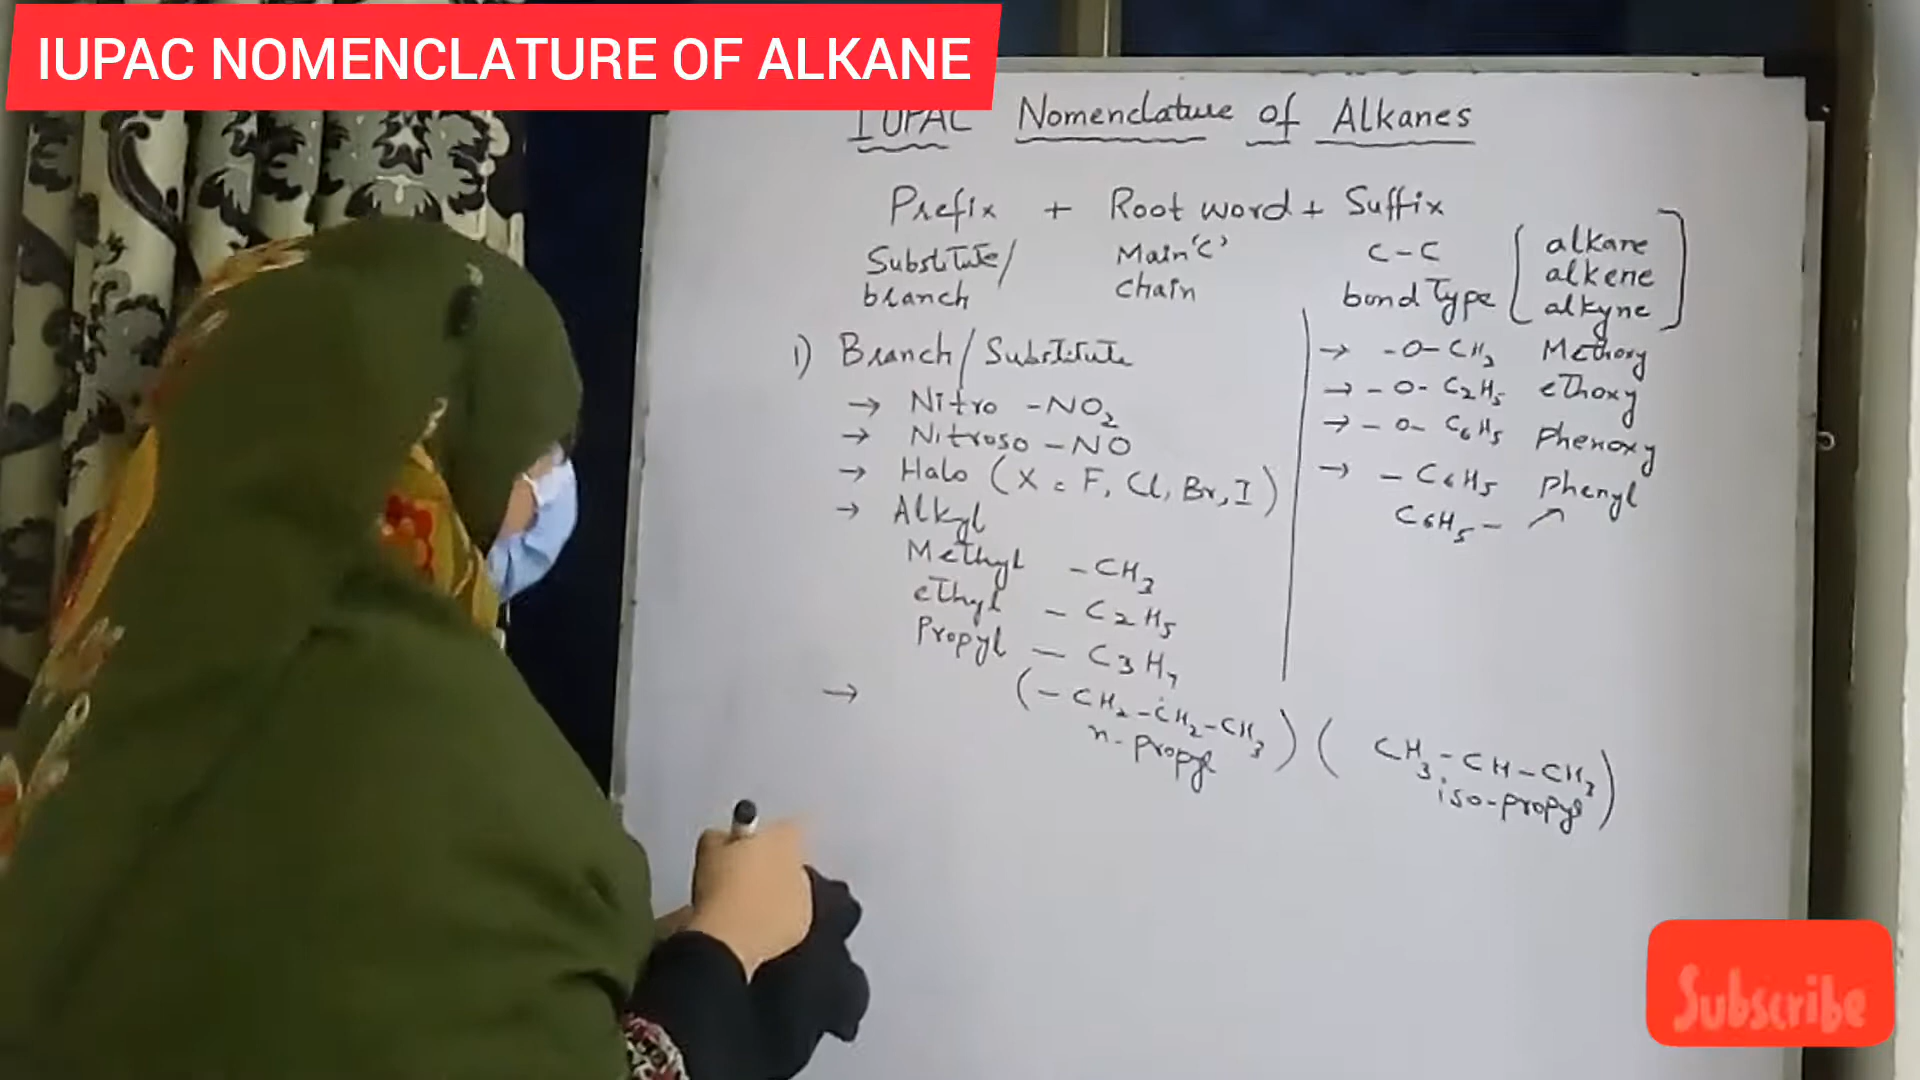 IUPAC NOMENCLATURE OF ALKANE
IUPAC Nomenclature of Alkanes
Prefix + Root word + Suffix
Substitute/ branch
Main 'C' chain
C-C bond Type
[alkane
alkene
alkyne]
1) Branch/Substitute
→ Nitro -NO2
→ Nitroso -NO
→ Halo (X = F, Cl, Br, I)
→ Alkyl
Methyl -CH3
ethyl - C2H5
Propyl - C3H7
→ (-CH2-CH2-CH3)
n-propyl
(CH3-CH-CH3)
iso-propyl
→ -O-CH3 Methoxy
→ -O- C2H5 ethoxy
→ -O- C6H5 Phenoxy
→ - C6H5 Phenyl
C6H5 - ↗
Subscribe